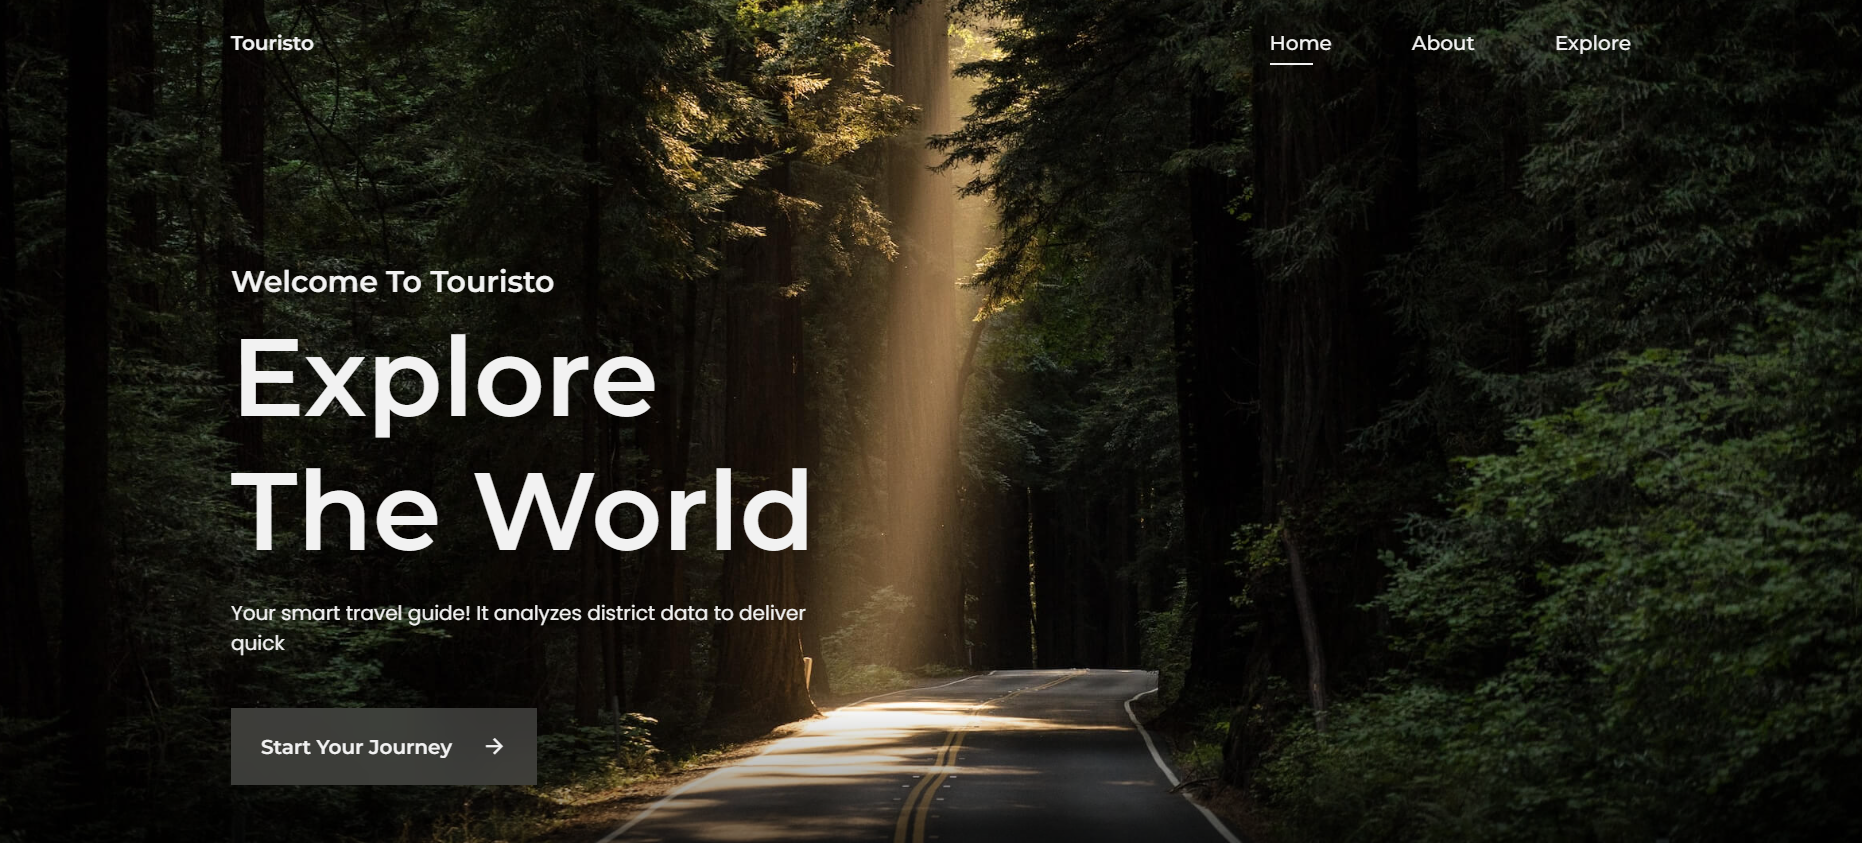 Touristo
Home
About
Explore
Welcome To Touristo
Explore
The World
Your smart travel guide! It analyzes district data to deliver
quick
Start Your Journey →